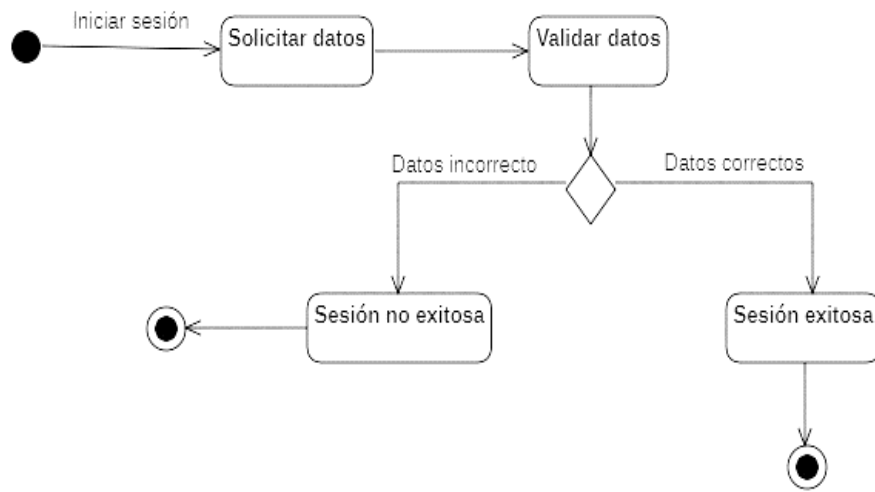 Iniciar sesión
Solicitar datos
Validar datos
Datos incorrecto
Datos correctos
Sesión no exitosa
Sesión exitosa